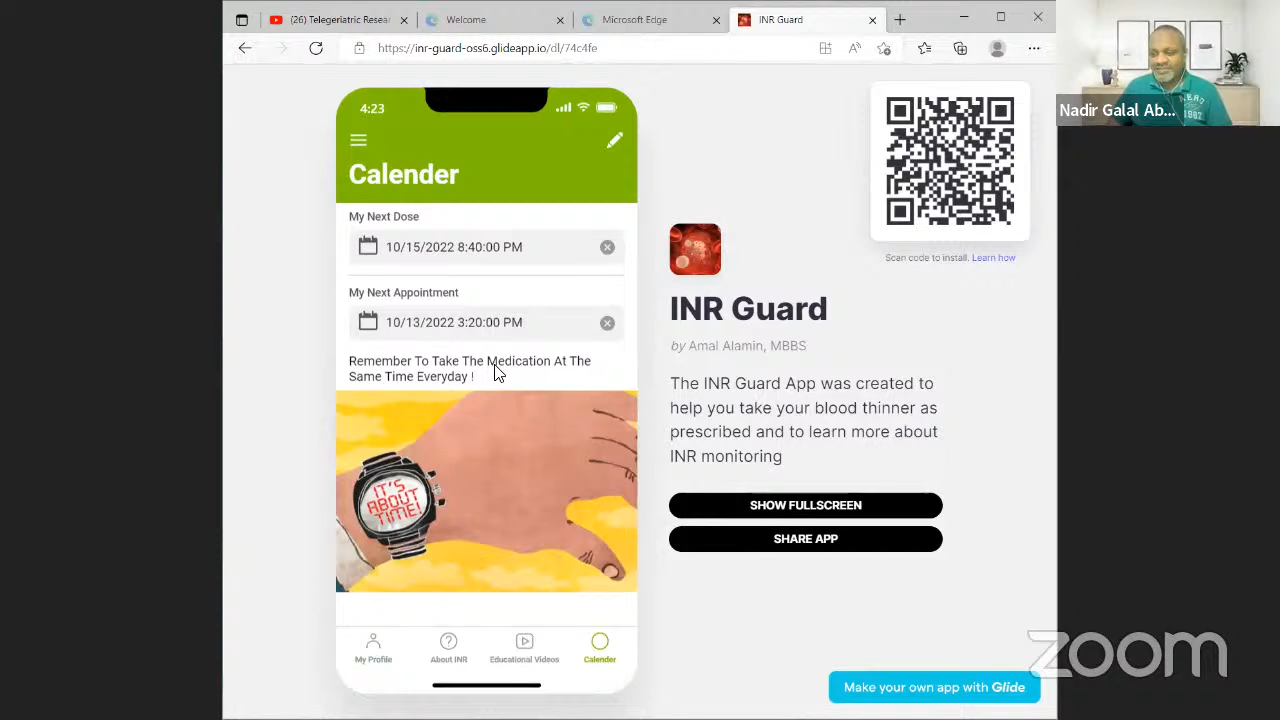 (26) Telegeriatric Resea
Welcome
Microsoft Edge
INR Guard
https://inr-guard-oss6.glideapp.io/dl/74c4fe
Nadir Galal Ab...
4:23
Calender
My Next Dose
10/15/2022 8:40:00 PM
My Next Appointment
10/13/2022 3:20:00 PM
Remember To Take The Medication At The
Same Time Everyday !
IT'S
ABOUT
TIME!
My Profile
About INR
Educational Videos
Calender
Scan code to install. Learn how
INR Guard
by Amal Alamin, MBBS
The INR Guard App was created to
help you take your blood thinner as
prescribed and to learn more about
INR monitoring
SHOW FULLSCREEN
SHARE APP
Make your own app with Glide
zoom